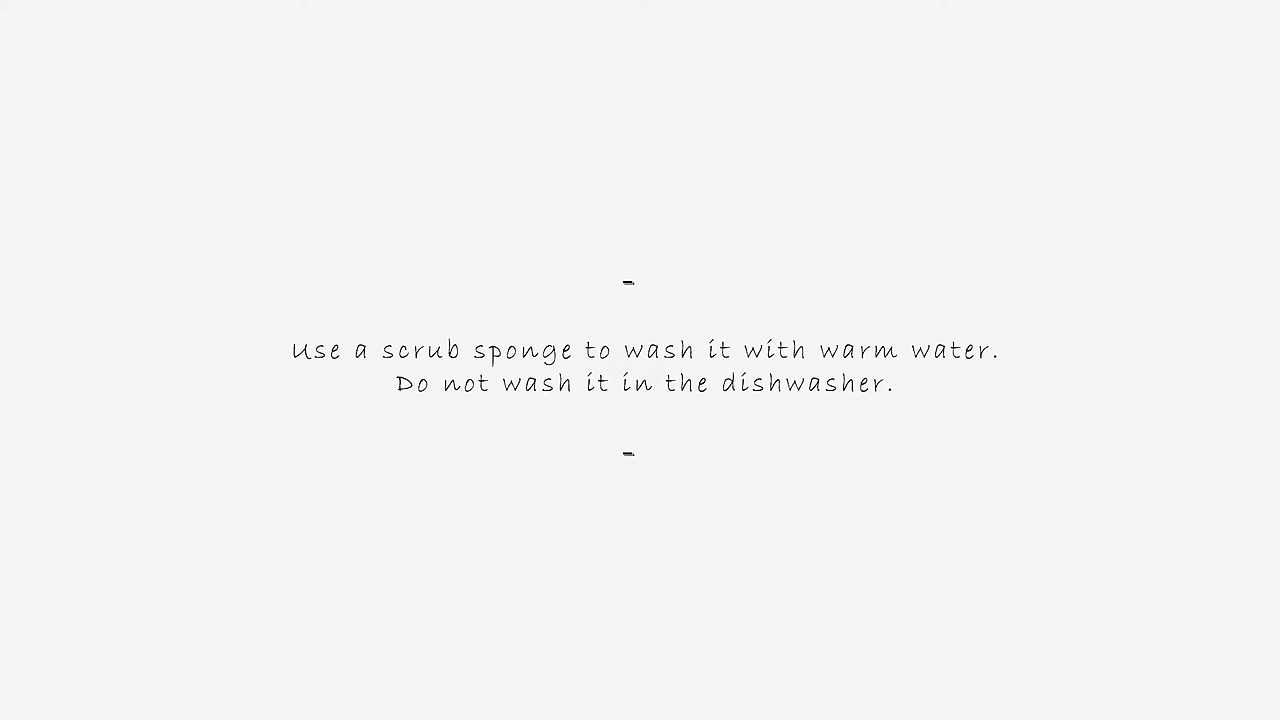 -
Use a scrub sponge to wash it with warm water.
Do not wash it in the dishwasher.
-